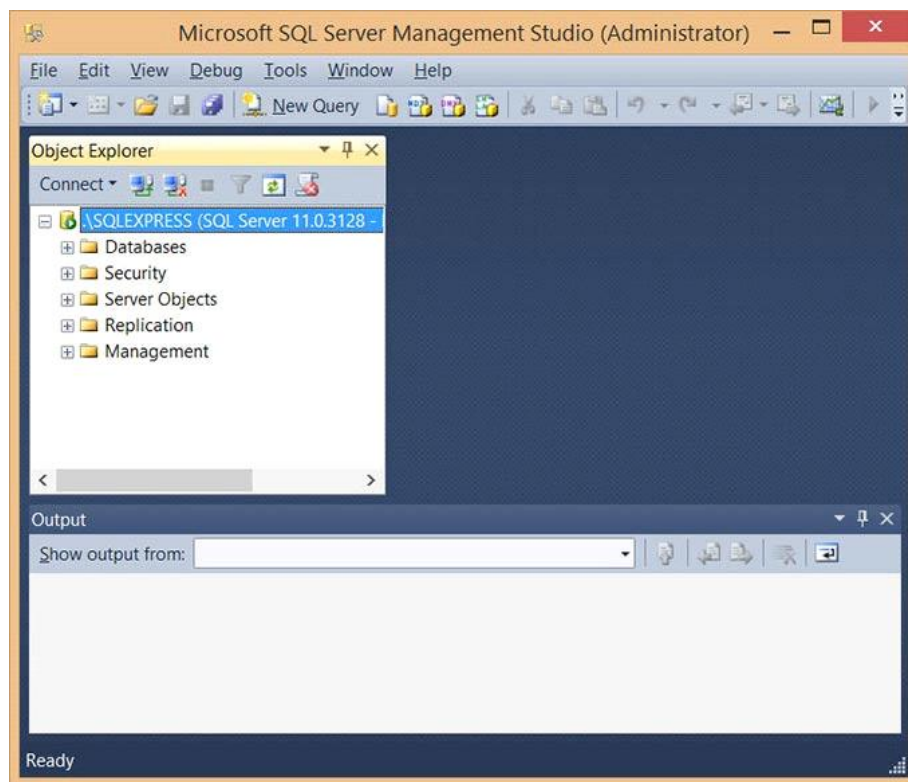 Microsoft SQL Server Management Studio (Administrator)
File Edit View Debug Tools Window Help
New Query
Object Explorer
Connect
.\SQLEXPRESS (SQL Server 11.0.3128 -
Databases
Security
Server Objects
Replication
Management
Output
Show output from:
Ready